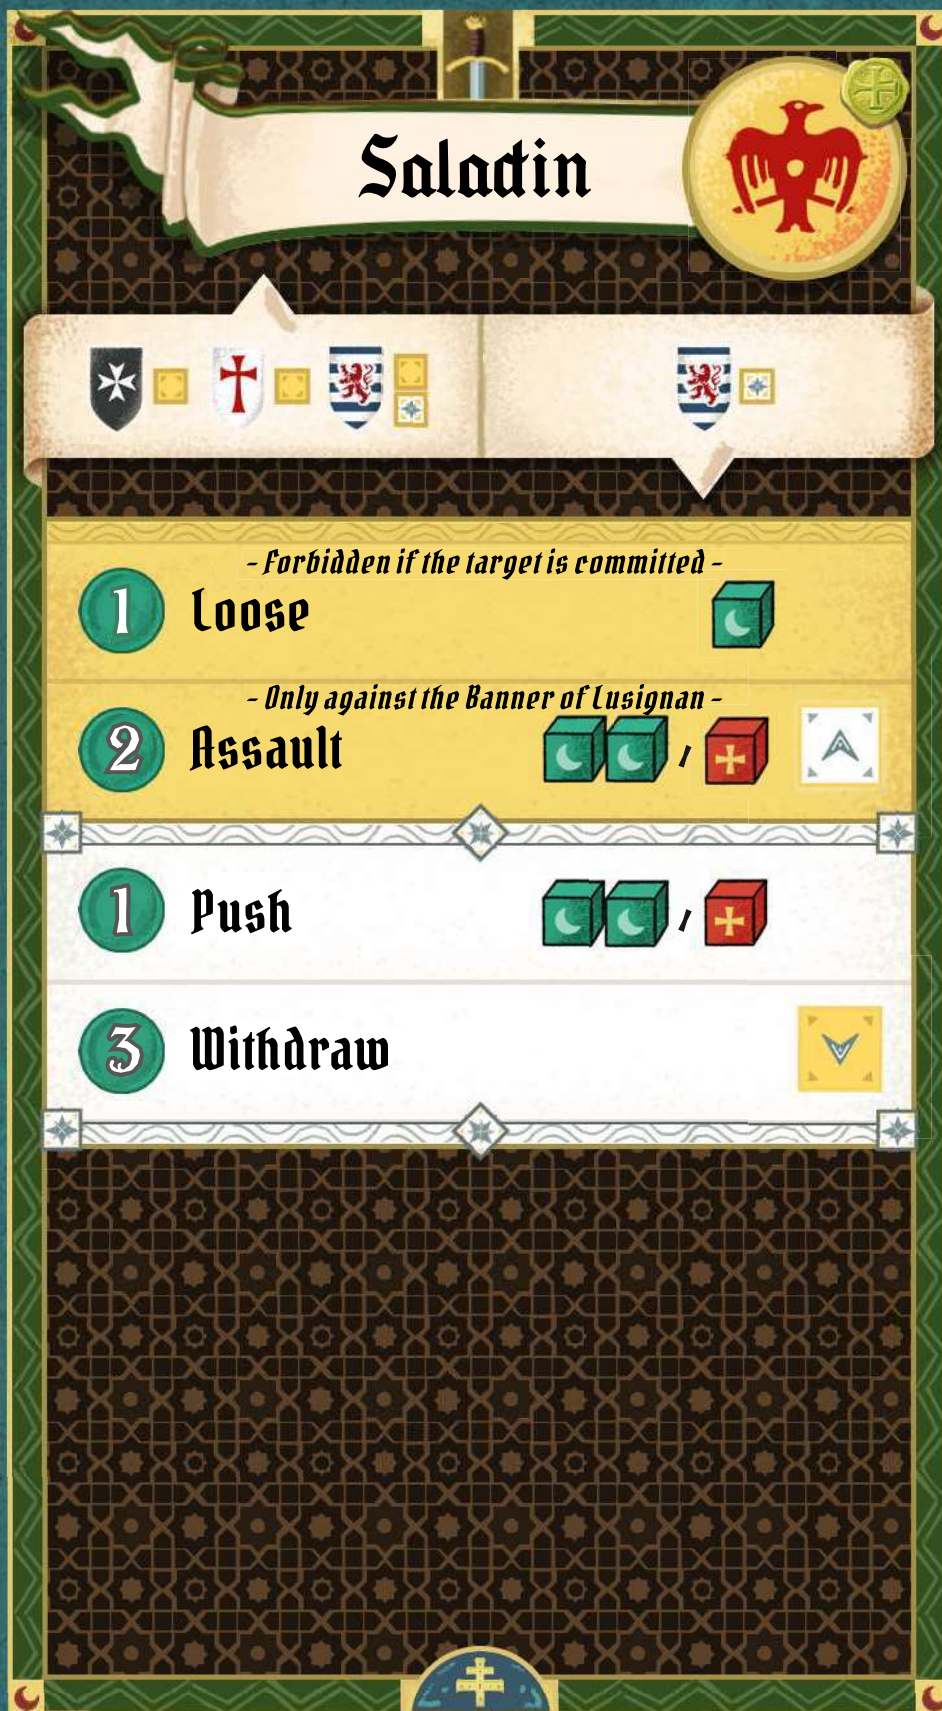 Saladin
- Forbidden if the target is committed -
1 Loose
- Only against the Banner of Lusignan -
2 Assault /
1 Push /
3 Withdraw